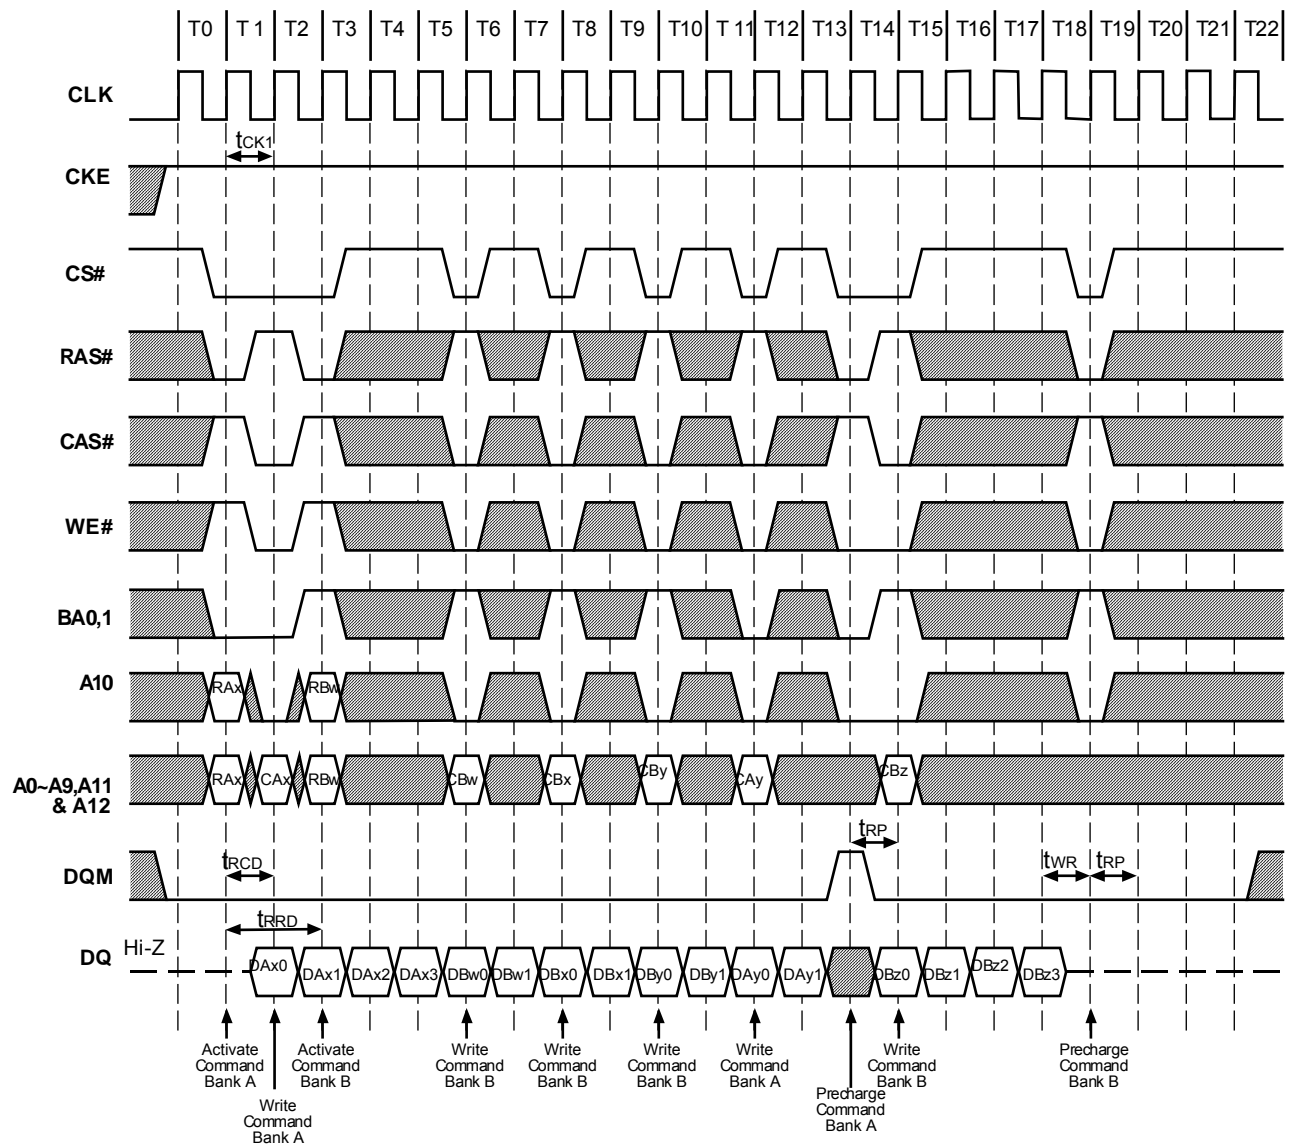 T0 T 1 T2 T3 T4 T5 T6 T7 T8 T9 T10 T 11 T12 T13 T14 T15 T16 T17 T18 T19 T20 T21 T22
CLK
tCK1
CKE
CS#
RAS#
CAS#
WE#
BA0,1
A10
RAx RBw
A0~A9,A11
& A12
RAx CAx RBw CBw CBx CBy CAy CBz
tRP
DQM
tRCD tWR tRP
tRRD
DQ Hi-Z
DAx0 DAx1 DAx2 DAx3 DBw0 DBw1 DBx0 DBx1 DBy0 DBy1 DAy0 DAy1 DBz0 DBz1 DBz2 DBz3
Activate
Command
Bank A
Write
Command
Bank A
Activate
Command
Bank B
Write
Command
Bank B
Write
Command
Bank B
Write
Command
Bank B
Write
Command
Bank A
Precharge
Command
Bank A
Write
Command
Bank B
Precharge
Command
Bank B